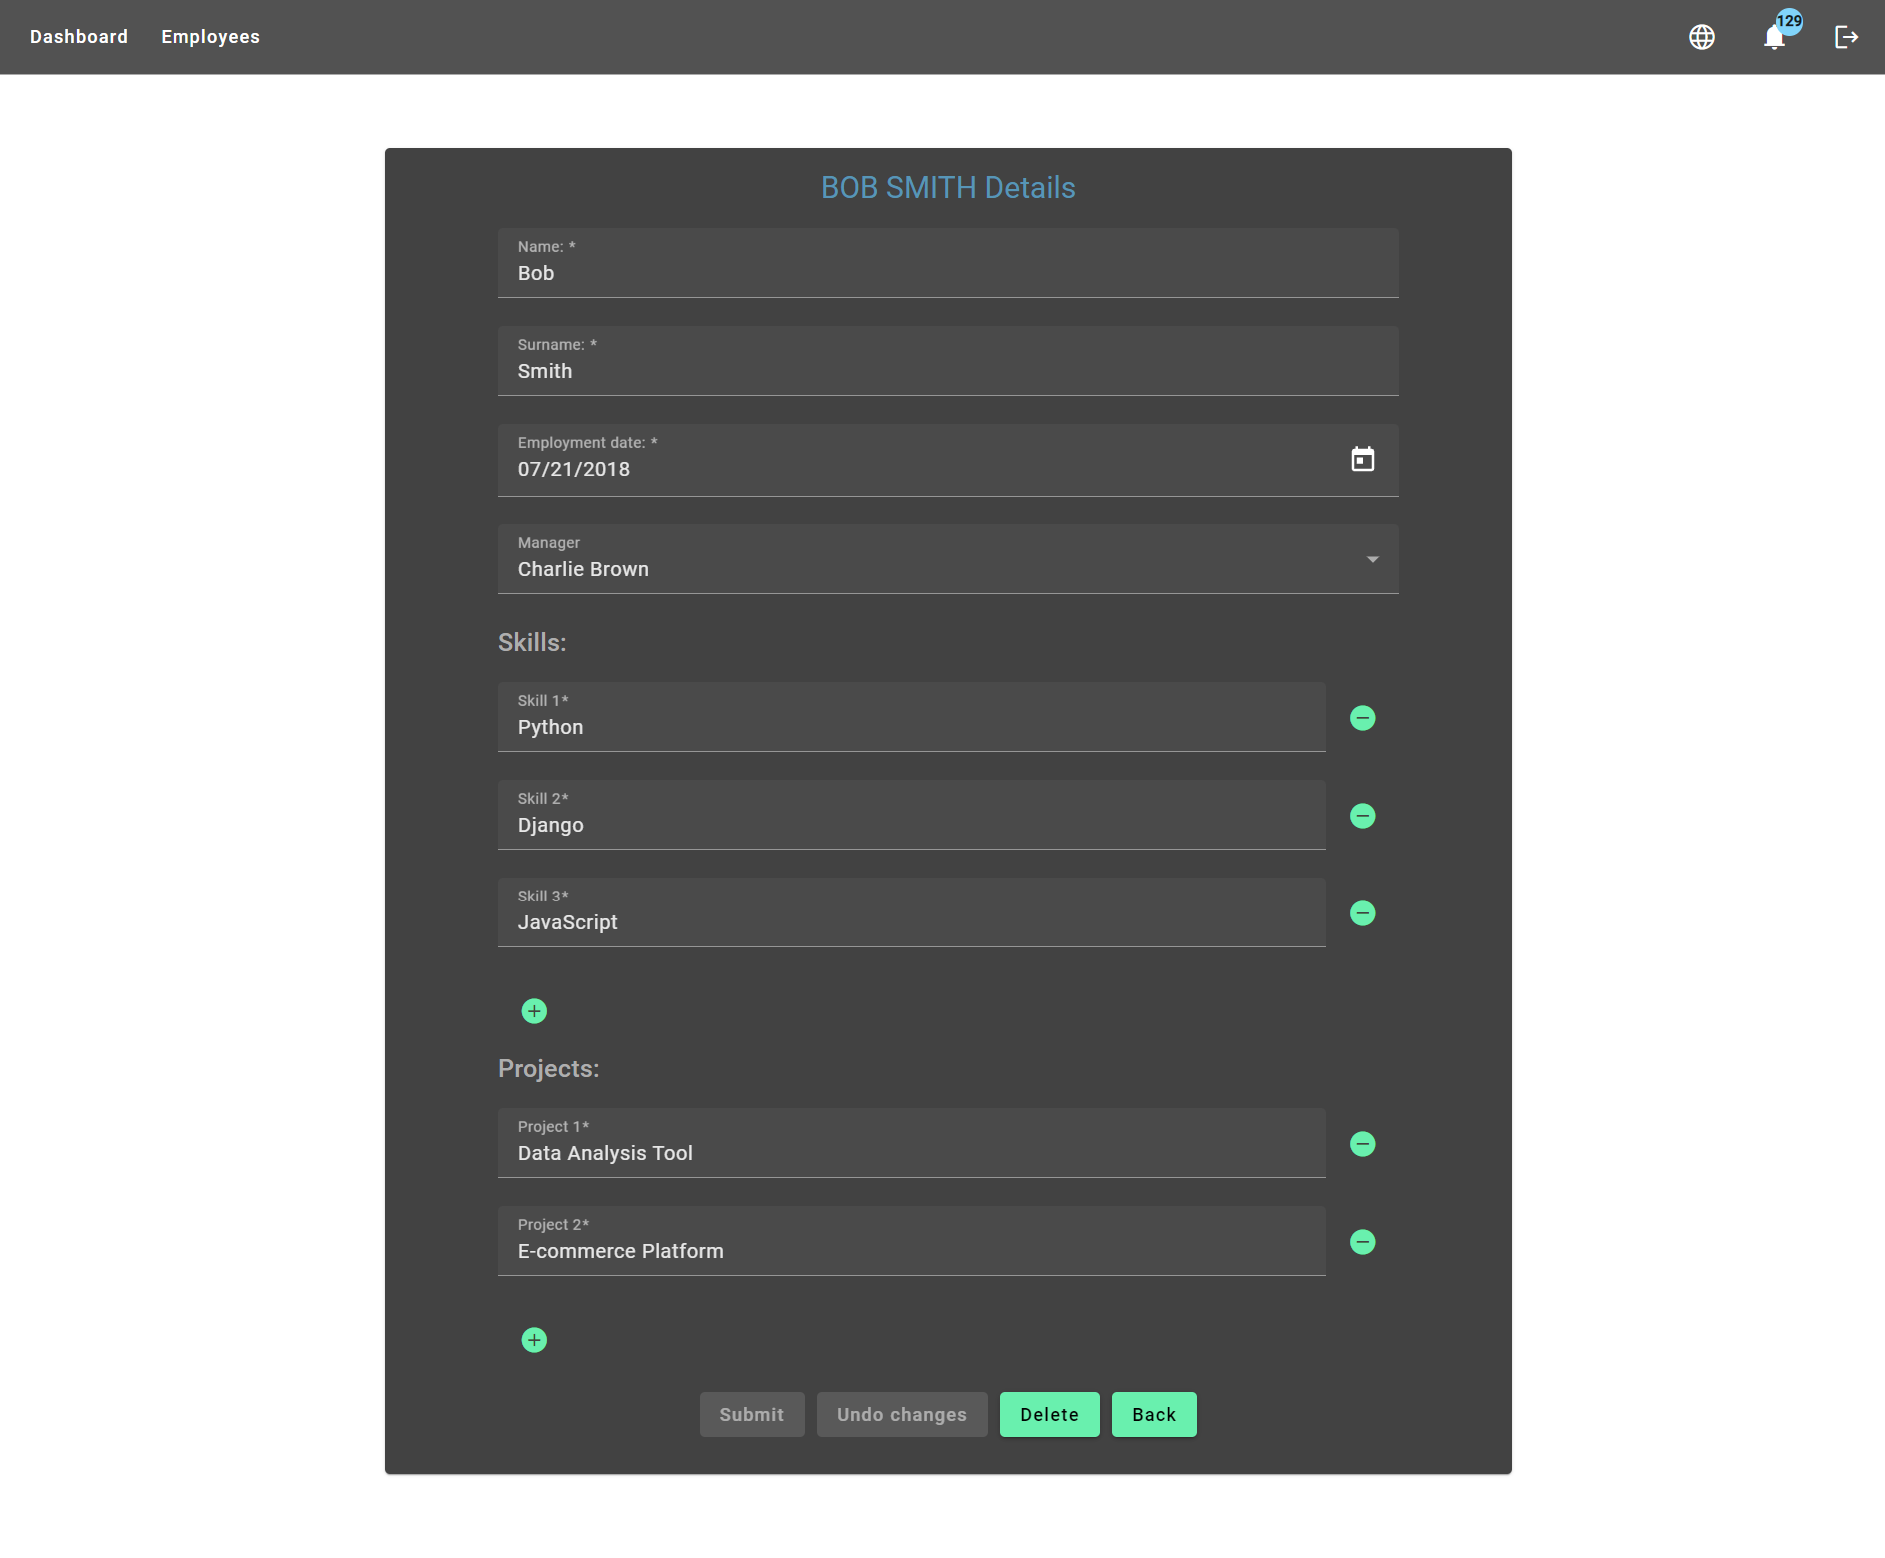 Dashboard Employees 129
BOB SMITH Details
Name: *
Bob
Surname: *
Smith
Employment date: *
07/21/2018
Manager
Charlie Brown
Skills:
Skill 1*
Python
Skill 2*
Django
Skill 3*
JavaScript
Projects:
Project 1*
Data Analysis Tool
Project 2*
E-commerce Platform
Submit Undo changes Delete Back